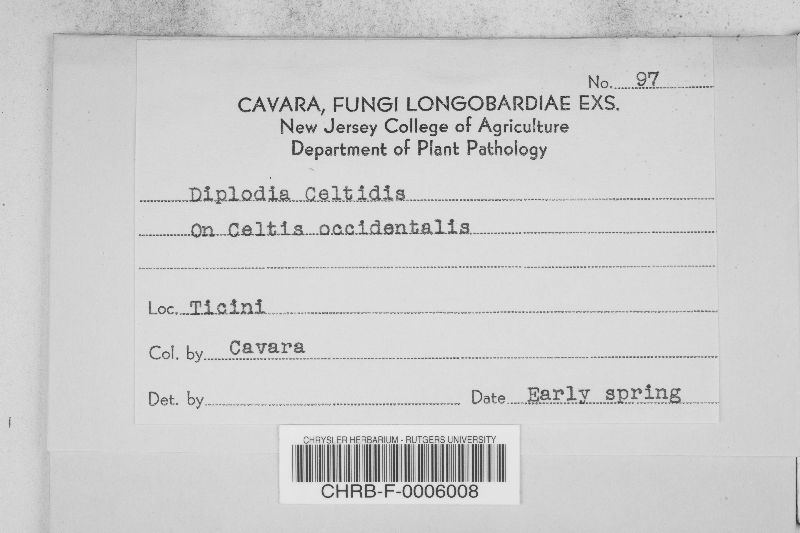 No. 97
CAVARA, FUNGI LONGOBARDIAE EXS.
New Jersey College of Agriculture
Department of Plant Pathology
Diplodia Celtidis
On Celtis occidentalis
Loc. Ticini
Col. by Cavara
Det. by
Date Early spring
CHRYSLER HERBARIUM - RUTGERS UNIVERSITY
CHRB-F-0006008